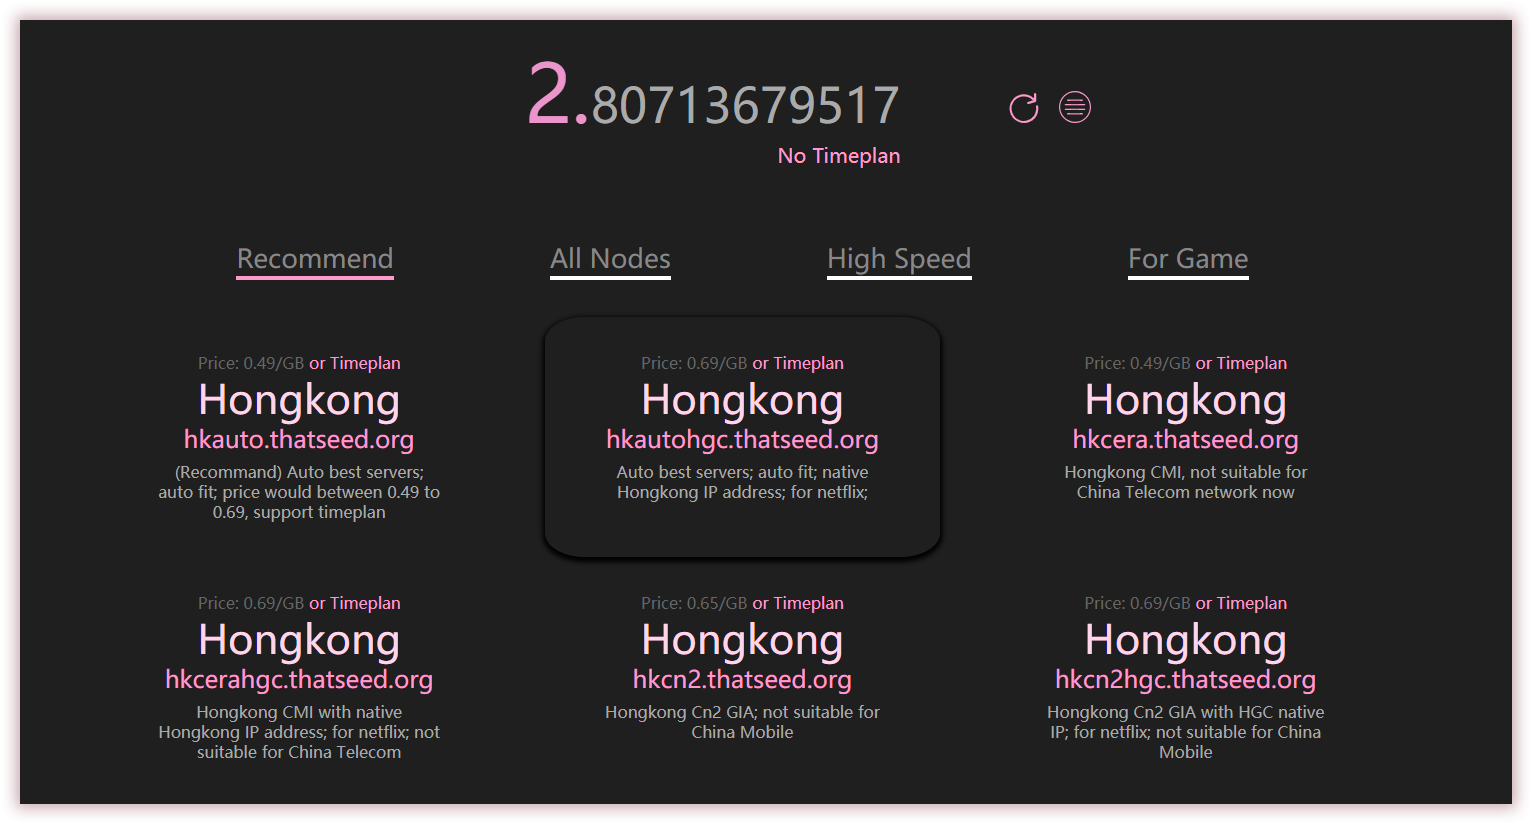 2.80713679517
No Timeplan
Recommend
All Nodes
High Speed
For Game
Price: 0.49/GB or Timeplan
Hongkong
hkauto.thatseed.org
(Recommand) Auto best servers;
auto fit; price would between 0.49 to
0.69, support timeplan
Price: 0.69/GB or Timeplan
Hongkong
hkautohgc.thatseed.org
Auto best servers; auto fit; native
Hongkong IP address; for netflix;
Price: 0.49/GB or Timeplan
Hongkong
hkcera.thatseed.org
Hongkong CMI, not suitable for
China Telecom network now
Price: 0.69/GB or Timeplan
Hongkong
hkcerahgc.thatseed.org
Hongkong CMI with native
Hongkong IP address; for netflix; not
suitable for China Telecom
Price: 0.65/GB or Timeplan
Hongkong
hkcn2.thatseed.org
Hongkong Cn2 GIA; not suitable for
China Mobile
Price: 0.69/GB or Timeplan
Hongkong
hkcn2hgc.thatseed.org
Hongkong Cn2 GIA with HGC native
IP; for netflix; not suitable for China
Mobile